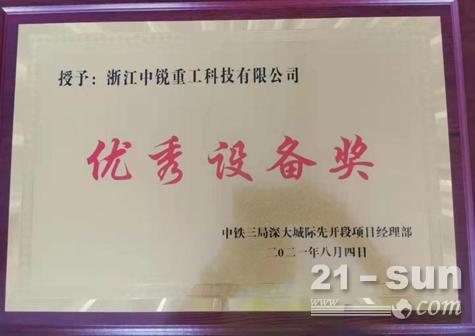 授予：浙江中锐重工科技有限公司
优秀设备奖
中铁三局深大城际先开段项目经理部
二0二一年八月四日
21-sun
www.com